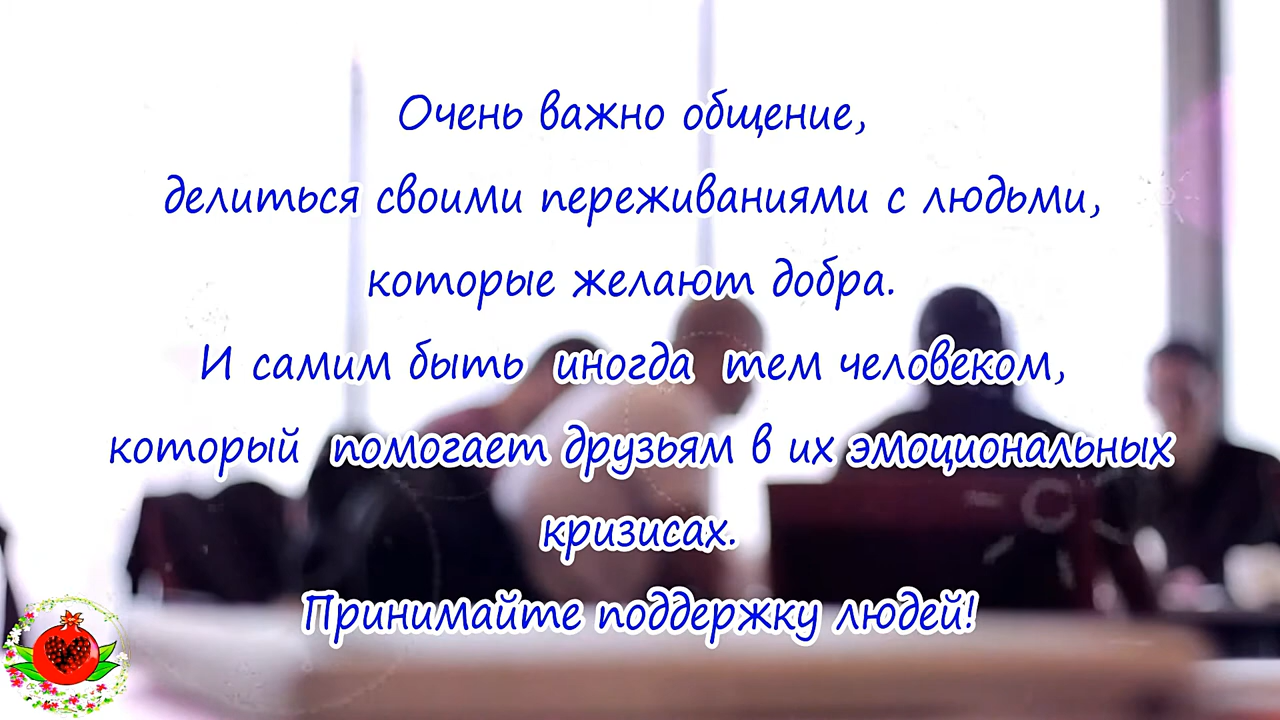 Очень важно общение,
делиться своими переживаниями с людьми,
которые желают добра.
И самим быть иногда тем человеком,
который помогает друзьям в их эмоциональных
кризисах.
Принимайте поддержку людей!